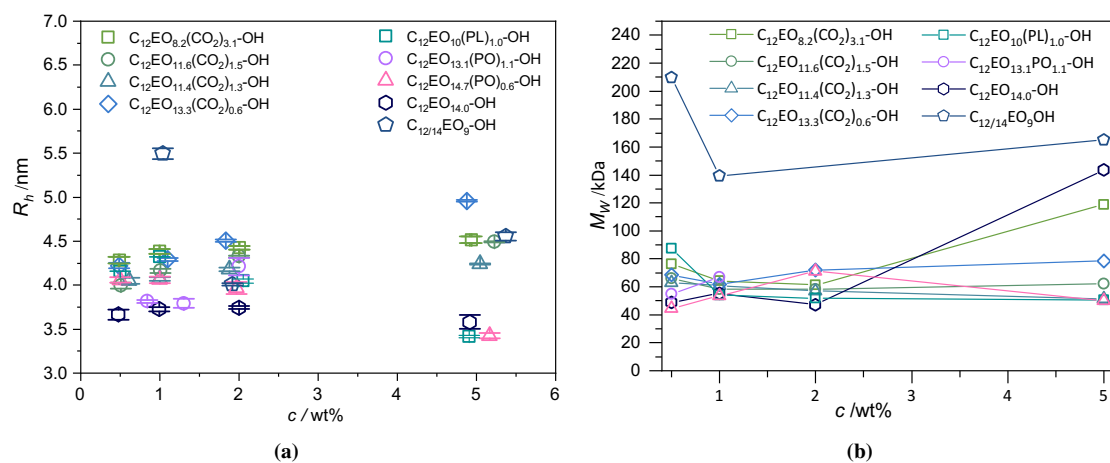 7.0
6.5
6.0
5.5
5.0
4.5
4.0
3.5
3.0
R_h /nm
0 1 2 3 4 5 6
c / wt%
C₁₂EO₈.₂(CO₂)₃.₁-OH
C₁₂EO₁₁.₆(CO₂)₁.₅-OH
C₁₂EO₁₁.₄(CO₂)₁.₃-OH
C₁₂EO₁₃.₃(CO₂)₀.₆-OH
C₁₂EO₁₀(PL)₁.₀-OH
C₁₂EO₁₃.₁(PO)₁.₁-OH
C₁₂EO₁₄.₇(PO)₀.₆-OH
C₁₂EO₁₄.₀-OH
C₁₂/₁₄EO₉-OH
(a)
240
220
200
180
160
140
120
100
80
60
40
20
0
M_W /kDa
1 2 3 4 5
c /wt%
C₁₂EO₈.₂(CO₂)₃.₁-OH
C₁₂EO₁₁.₆(CO₂)₁.₅-OH
C₁₂EO₁₁.₄(CO₂)₁.₃-OH
C₁₂EO₁₃.₃(CO₂)₀.₆-OH
C₁₂EO₁₀(PL)₁.₀-OH
C₁₂EO₁₃.₁PO₁.₁-OH
C₁₂EO₁₄.₀-OH
C₁₂/₁₄EO₉OH
(b)